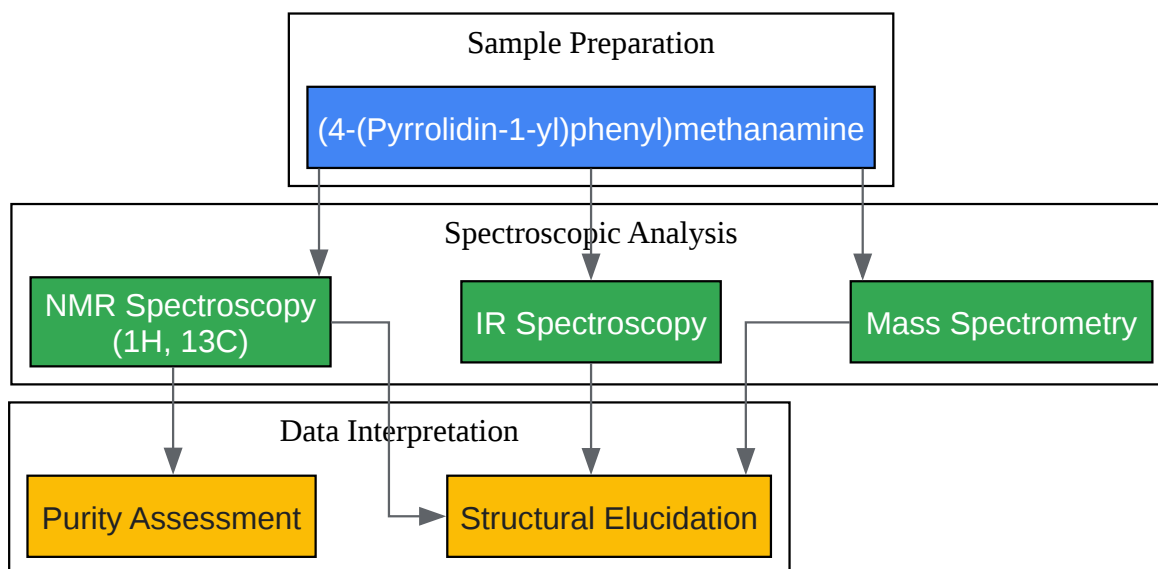 Sample Preparation
(4-(Pyrrolidin-1-yl)phenyl)methanamine
Spectroscopic Analysis
NMR Spectroscopy
(1H, 13C)
IR Spectroscopy
Mass Spectrometry
Data Interpretation
Purity Assessment
Structural Elucidation